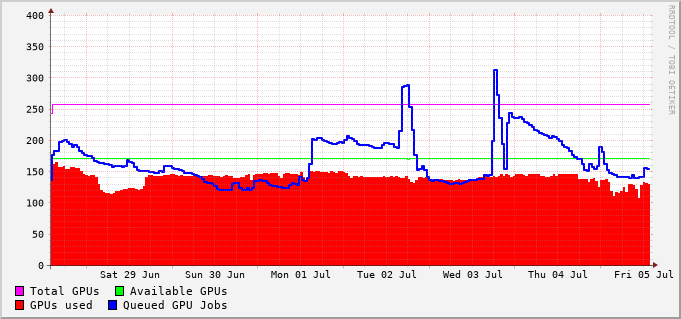 400
350
300
250
200
150
100
50
0
Sat 29 Jun Sun 30 Jun Mon 01 Jul Tue 02 Jul Wed 03 Jul Thu 04 Jul Fri 05 Jul
Total GPUs Available GPUs
GPUs used Queued GPU Jobs
RRDTOOL / TOBI OETIKER